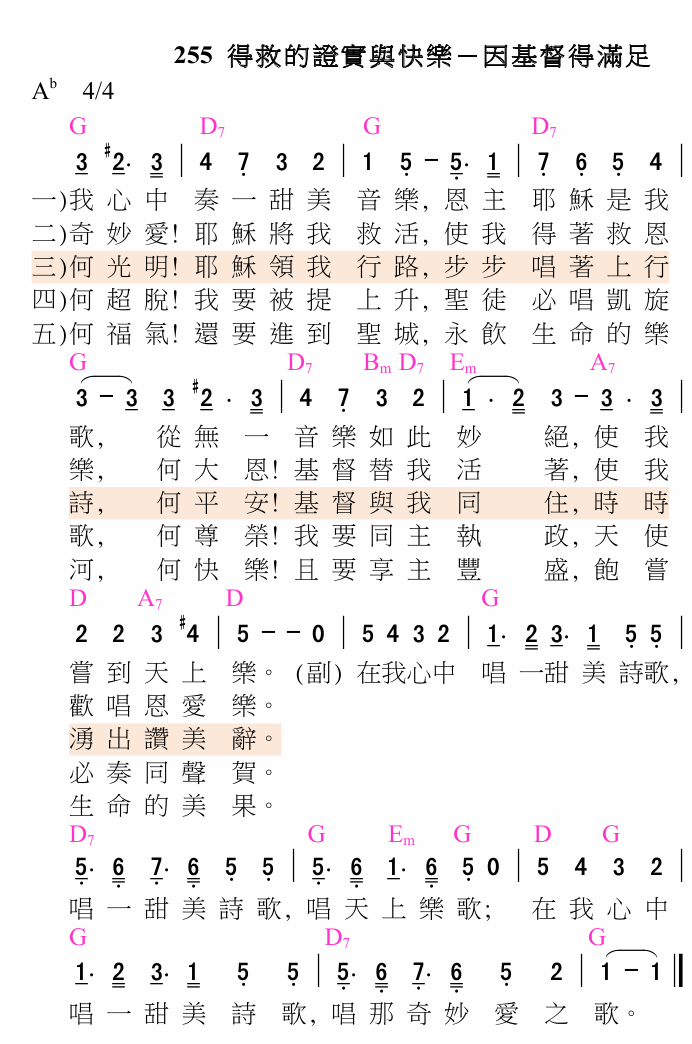 255 得救的證實與快樂－因基督得滿足
Ab 4/4
G D7 G D7
3 #2· 3 | 4 7 3 2 | 1 5 - 5· 1 | 7 6 5 4 |
一)我心中 奏一甜美 音樂, 恩主 耶穌是我
二)奇妙愛! 耶穌將我 救活, 使我 得著救恩
三)何光明! 耶穌領我 行路, 步步 唱著上行
四)何超脫! 我要被提 上升, 聖徒 必唱凱旋
五)何福氣! 還要進到 聖城, 永飲 生命的樂
G D7 Bm D7 Em A7
3 - 3 3 #2 · 3 | 4 7 3 2 | 1 · 2 3 - 3 · 3 |
歌, 從無一 音樂如此 妙 絕, 使我
樂, 何大恩! 基督替我 活 著, 使我
詩, 何平安! 基督與我 同 住, 時時
歌, 何尊榮! 我要同主 執 政, 天使
河, 何快樂! 且要享主 豐 盛, 飽嘗
D A7 D G
2 2 3 #4 | 5 - - 0 | 5 4 3 2 | 1· 2 3· 1 5 5 |
嘗到天上 樂。 (副) 在我心中 唱一甜美詩歌,
歡唱恩愛 樂。
湧出讚美 辭。
必奏同聲 賀。
生命的美 果。
D7 G Em G D G
5· 6 7· 6 5 5 | 5· 6 1· 6 5 0 | 5 4 3 2 |
唱一甜美詩歌, 唱天上樂歌; 在我心中
G D7 G
1· 2 3· 1 5 5 | 5· 6 7· 6 5 2 | 1 - 1 ‖
唱一甜美詩歌, 唱那奇妙愛之歌。